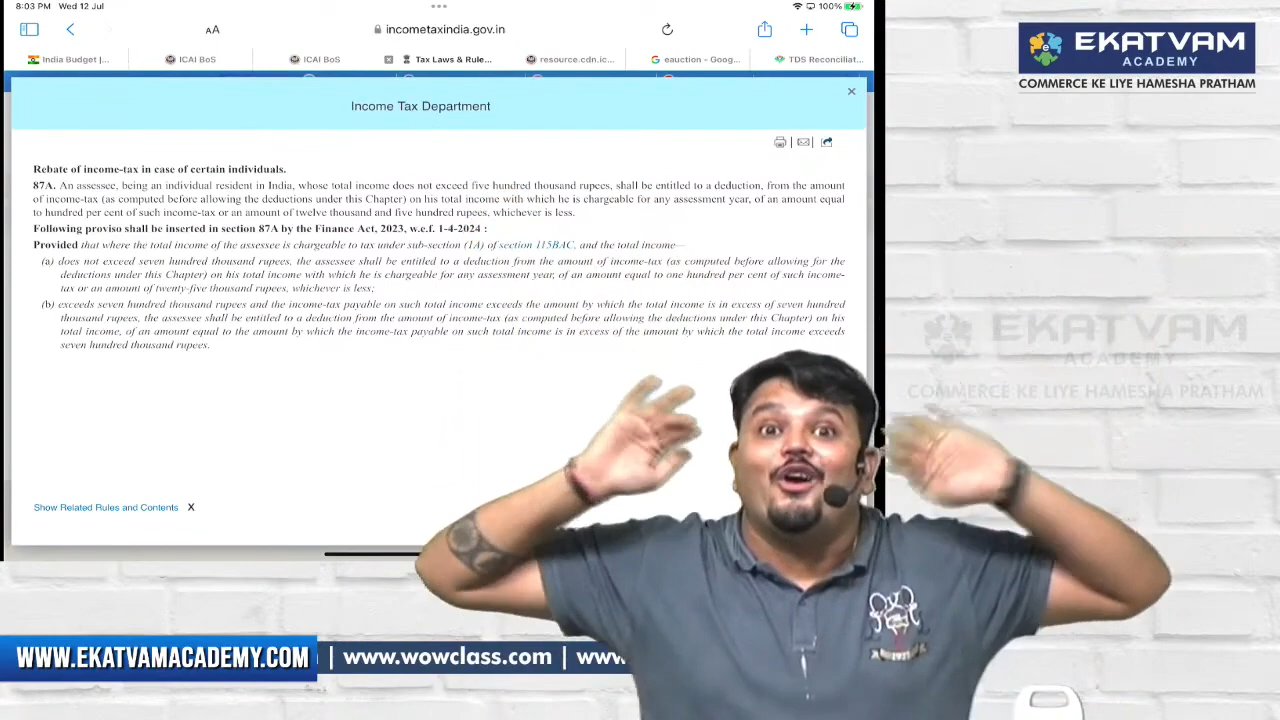 8:03 PM Wed 12 Jul
100%
AA
incometaxindia.gov.in
India Budget |...
ICAI BoS
ICAI BoS
Tax Laws & Rule...
resource.cdn.ic...
eauction - Goog...
TDS Reconciliat...
Income Tax Department
Rebate of income-tax in case of certain individuals.
87A. An assessee, being an individual resident in India, whose total income does not exceed five hundred thousand rupees, shall be entitled to a deduction, from the amount
of income-tax (as computed before allowing the deductions under this Chapter) on his total income with which he is chargeable for any assessment year, of an amount equal
to hundred per cent of such income-tax or an amount of twelve thousand and five hundred rupees, whichever is less.
Following proviso shall be inserted in section 87A by the Finance Act, 2023, w.e.f. 1-4-2024 :
Provided that where the total income of the assessee is chargeable to tax under sub-section (1A) of section 115BAC, and the total income—
(a) does not exceed seven hundred thousand rupees, the assessee shall be entitled to a deduction from the amount of income-tax (as computed before allowing for the
deductions under this Chapter) on his total income with which he is chargeable for any assessment year, of an amount equal to one hundred per cent of such income-
tax or an amount of twenty-five thousand rupees, whichever is less;
(b) exceeds seven hundred thousand rupees and the income-tax payable on such total income exceeds the amount by which the total income is in excess of seven hundred
thousand rupees, the assessee shall be entitled to a deduction from the amount of income-tax (as computed before allowing the deductions under this Chapter) on his
total income, of an amount equal to the amount by which the income-tax payable on such total income is in excess of the amount by which the total income exceeds
seven hundred thousand rupees.
Show Related Rules and Contents X
EKATVAM
ACADEMY
COMMERCE KE LIYE HAMESHA PRATHAM
EKATVAM
ACADEMY
COMMERCE KE LIYE HAMESHA PRATHAM
WWW.EKATVAMACADEMY.COM
| www.wowclass.com | www.